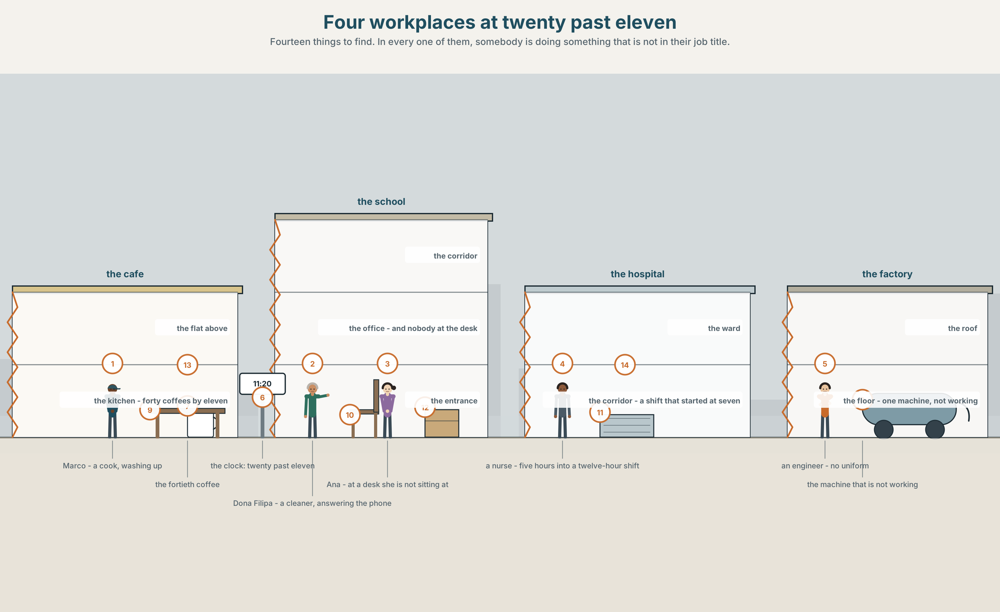 Four workplaces at twenty past eleven
Fourteen things to find. In every one of them, somebody is doing something that is not in their job title.
the school
the corridor
the cafe
the hospital
the factory
the flat above
the office - and nobody at the desk
the ward
the roof
1
13
2
3
4
14
5
11:20
6
the kitchen - forty coffees by eleven
the entrance
the corridor - a shift that started at seven
the floor - one machine, not working
9
10
12
11
Marco - a cook, washing up
the clock: twenty past eleven
a nurse - five hours into a twelve-hour shift
an engineer - no uniform
the fortieth coffee
Ana - at a desk she is not sitting at
the machine that is not working
Dona Filipa - a cleaner, answering the phone